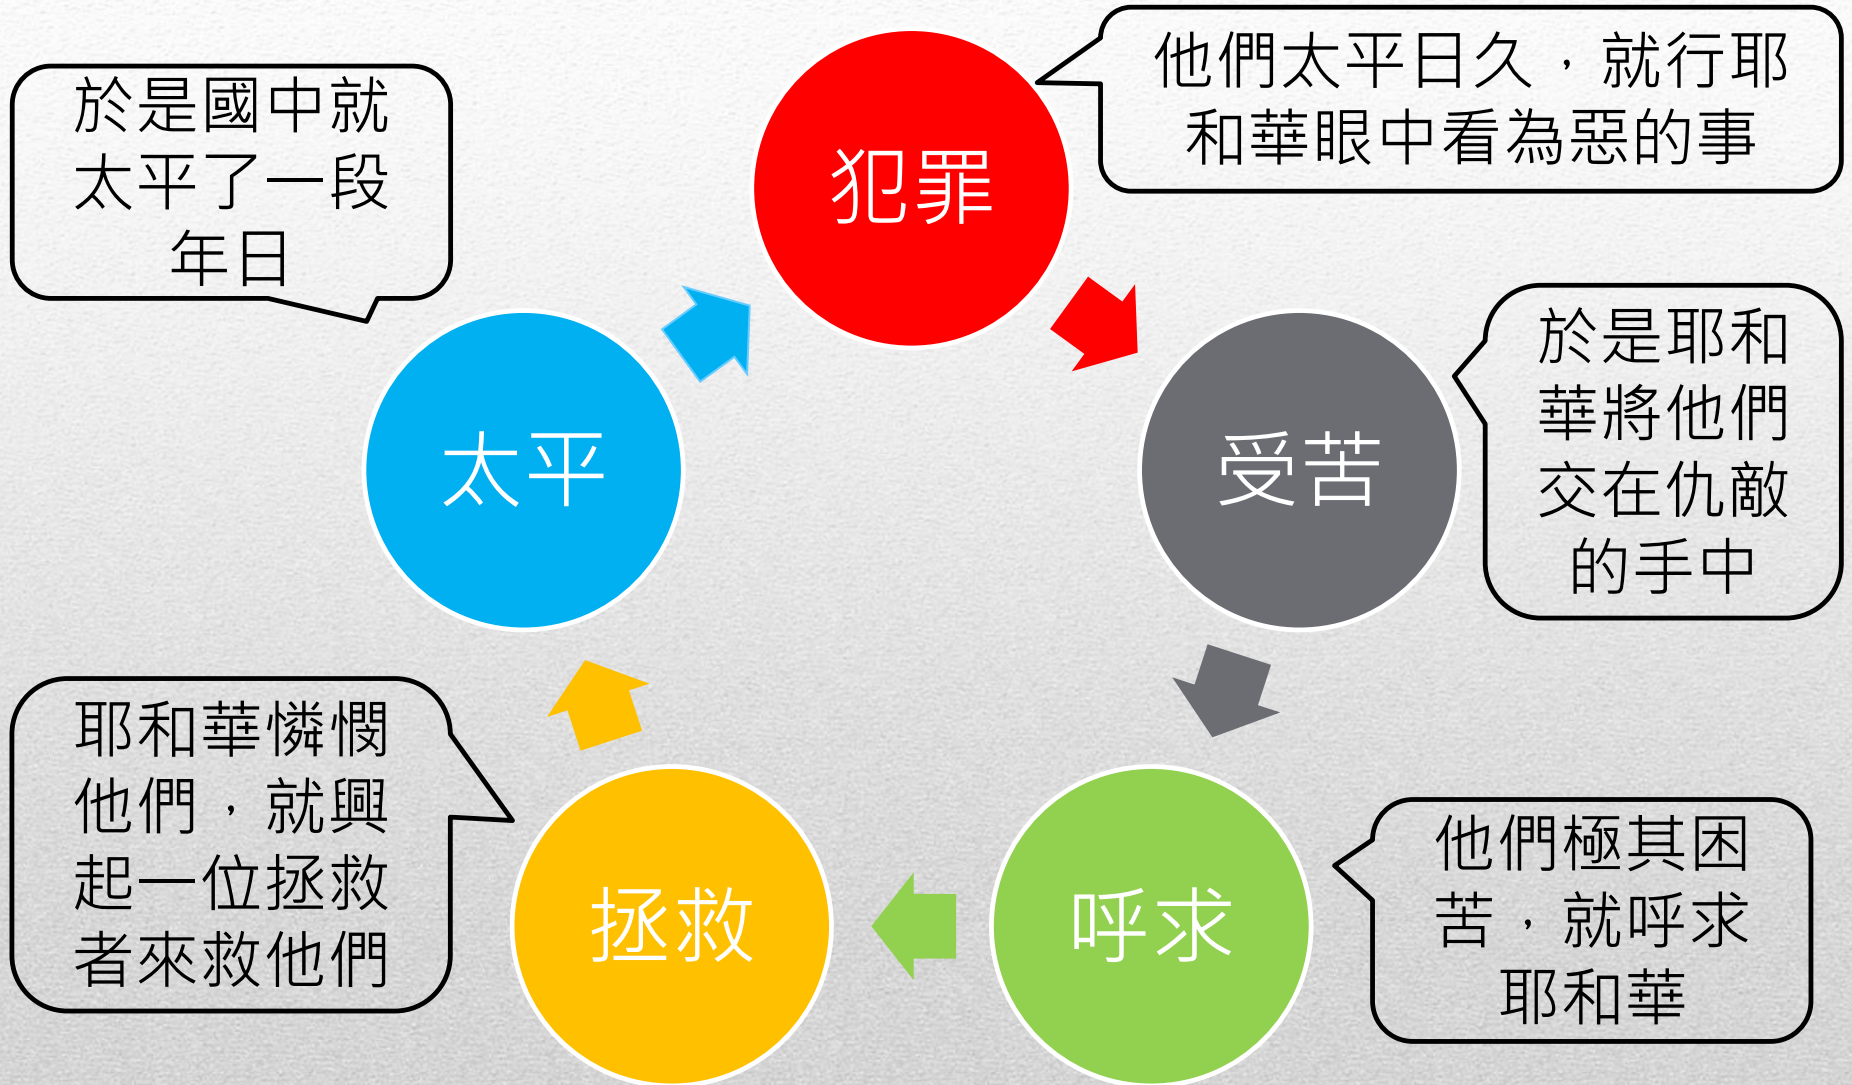 犯罪
他們太平日久，就行耶
和華眼中看為惡的事
受苦
於是耶和
華將他們
交在仇敵
的手中
呼求
他們極其困
苦，就呼求
耶和華
拯救
耶和華憐憫
他們，就興
起一位拯救
者來救他們
太平
於是國中就
太平了一段
年日